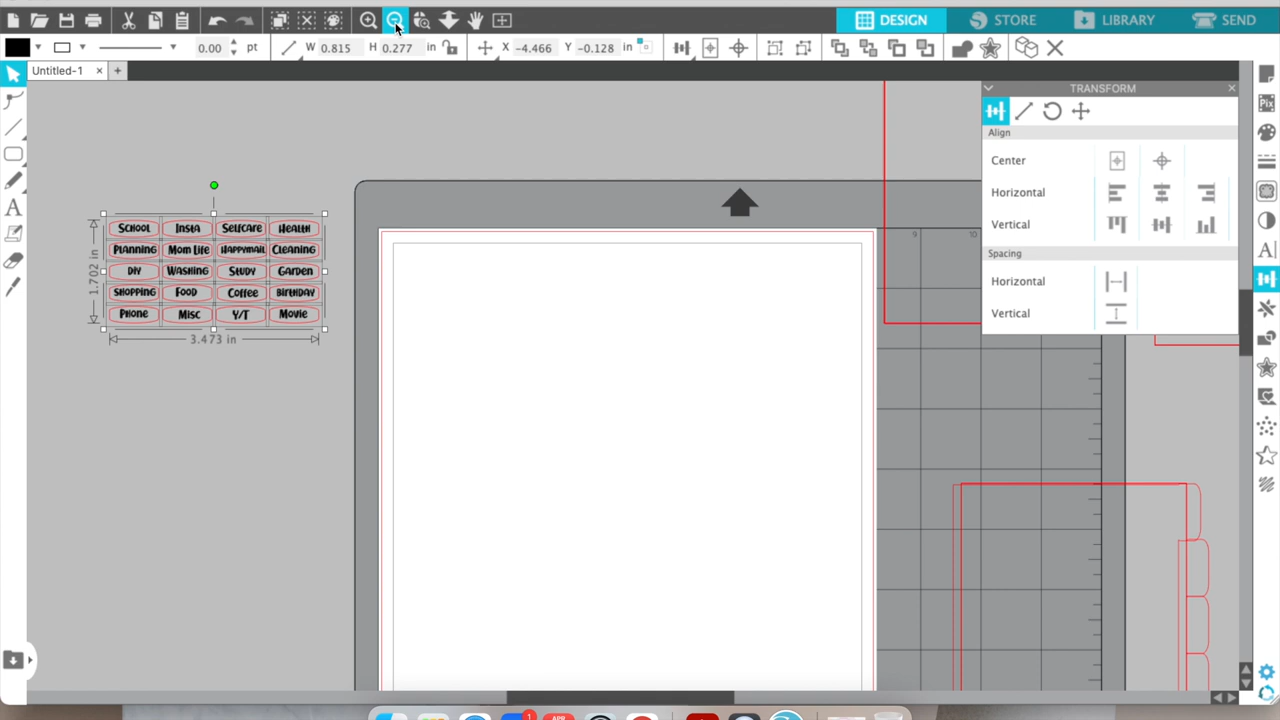 DESIGN STORE LIBRARY SEND
0.00 pt W 0.815 H 0.277 in X -4.466 Y -0.128 in
Untitled-1
TRANSFORM
Align
Center
Horizontal
Vertical
Spacing
Horizontal
Vertical
School Insta Selfcare Health
Planning Mom Life Happymail Cleaning
DIY Washing Study Garden
Shopping Food Coffee Birthday
Phone Misc Y/T Movie
1.702 in
3.473 in
9 10
Pix
A
A
1